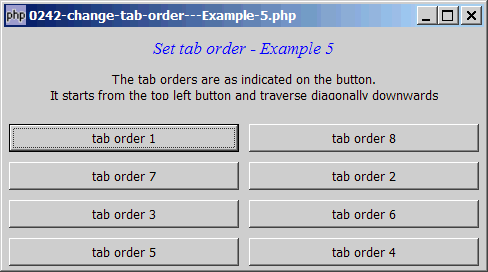 php 0242-change-tab-order---Example-5.php
Set tab order - Example 5
The tab orders are as indicated on the button.
It starts from the top left button and traverse diagonally downwards
tab order 1 tab order 8
tab order 7 tab order 2
tab order 3 tab order 6
tab order 5 tab order 4